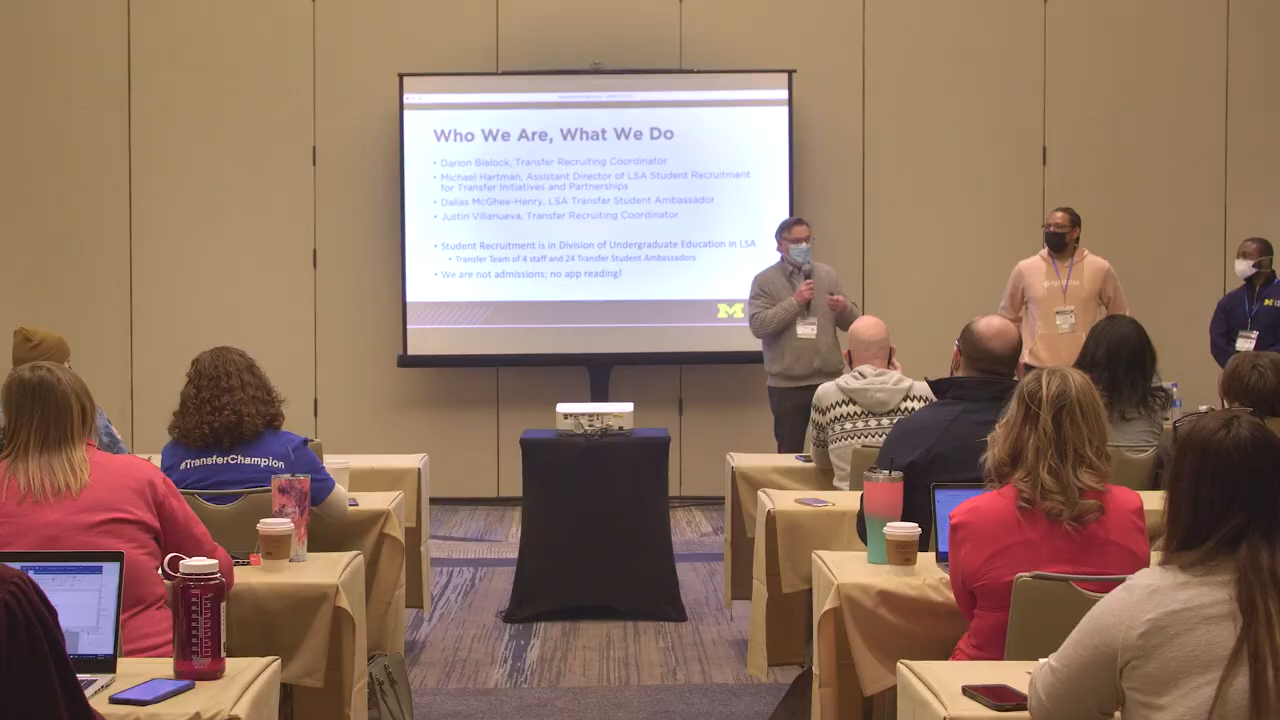 Who We Are, What We Do
• Darion Blalock, Transfer Recruiting Coordinator
• Michael Hartman, Assistant Director of LSA Student Recruitment
for Transfer Initiatives and Partnerships
• Dallas McGhee-Henry, LSA Transfer Student Ambassador
• Justin Villanueva, Transfer Recruiting Coordinator
• Student Recruitment is in Division of Undergraduate Education in LSA
• Transfer Team of 4 staff and 24 Transfer Student Ambassadors
• We are not admissions; no app reading!
M
#TransferChampion
M